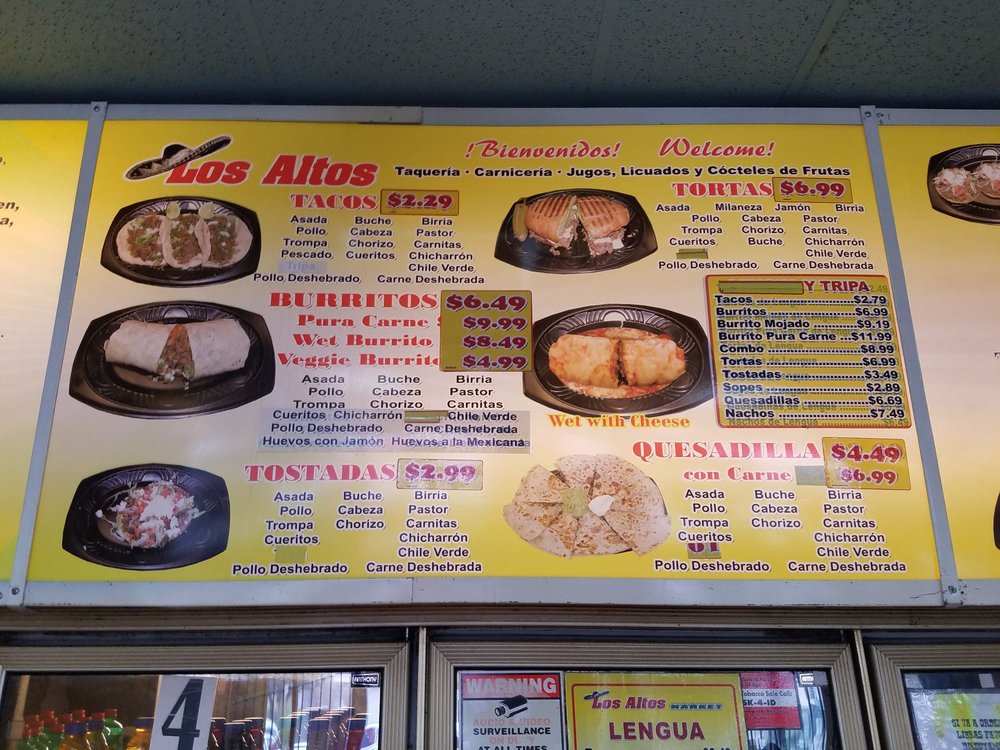 Los Altos
¡Bienvenidos! Welcome!
Taquería · Carnicería · Jugos, Licuados y Cócteles de Frutas
TACOS $2.29
Asada Buche Birria
Pollo, Cabeza Pastor
Trompa Chorizo, Carnitas,
Pescado, Cueritos Chicharrón
Tripa Chile Verde
Pollo Deshebrado Carne Deshebrada
BURRITOS $6.49
Pura Carne $9.99
Wet Burrito $8.49
Veggie Burrito $4.99
Asada Buche Birria
Pollo Cabeza Pastor
Trompa Chorizo Carnitas
Cueritos Chicharrón Chile Verde
Pollo Deshebrado Carne Deshebrada
Huevos con Jamón Huevos a la Mexicana
TOSTADAS $2.99
Asada Buche Birria
Pollo Cabeza Pastor
Trompa Chorizo Carnitas
Cueritos Chicharrón
Chile Verde
Pollo Deshebrado Carne Deshebrada
TORTAS $6.99
Asada Milaneza Jamón Birria
Pollo Cabeza Pastor
Trompa Chorizo Carnitas
Cueritos Buche Chicharrón
Chile Verde
Pollo Deshebrado Carne Deshebrada
Y TRIPA
Tacos $2.79
Burritos $6.99
Burrito Mojado $9.19
Burrito Pura Carne $11.99
Combo $8.99
Tortas $6.99
Tostadas $3.49
Sopes $2.89
Quesadillas $6.69
Nachos $7.49
Wet with Cheese
QUESADILLA $4.49
con Carne $6.99
Asada Buche Birria
Pollo Cabeza Pastor
Trompa Chorizo Carnitas
Cueritos Chicharrón
Chile Verde
Pollo Deshebrado Carne Deshebrada
4
ANTHONY
WARNING
AUDIO & VIDEO
SURVEILLANCE
ON DUTY
AT ALL TIMES
Los Altos MARKET
LENGUA